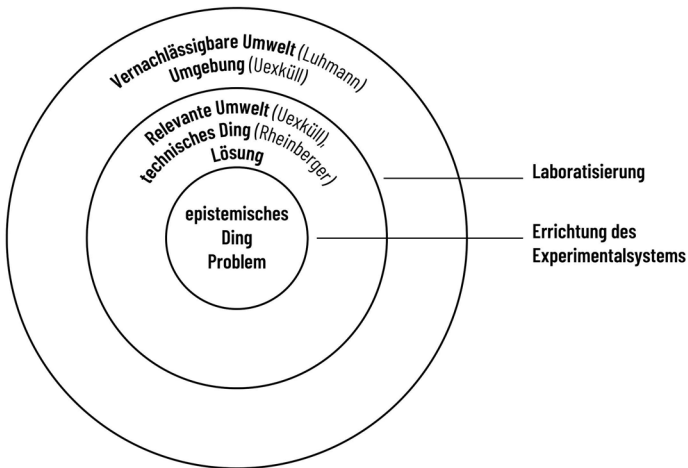 Vernachlässigbare Umwelt (Luhmann)
Umgebung (Uexküll)
Relevante Umwelt (Uexküll),
technisches Ding (Rheinberger)
Lösung
epistemisches
Ding
Problem
Laboratisierung
Errichtung des
Experimentalsystems